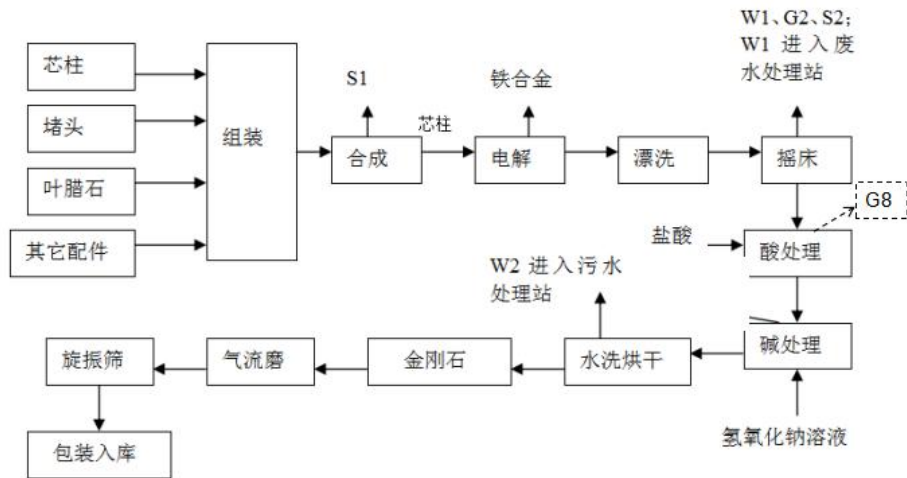 W1、G2、S2；
W1 进入废
水处理站
芯柱
S1
铁合金
堵头
组装
芯柱
合成
电解
漂洗
摇床
叶腊石
G8
其它配件
盐酸
酸处理
W2 进入污水
处理站
旋振筛
气流磨
金刚石
水洗烘干
碱处理
包装入库
氢氧化钠溶液